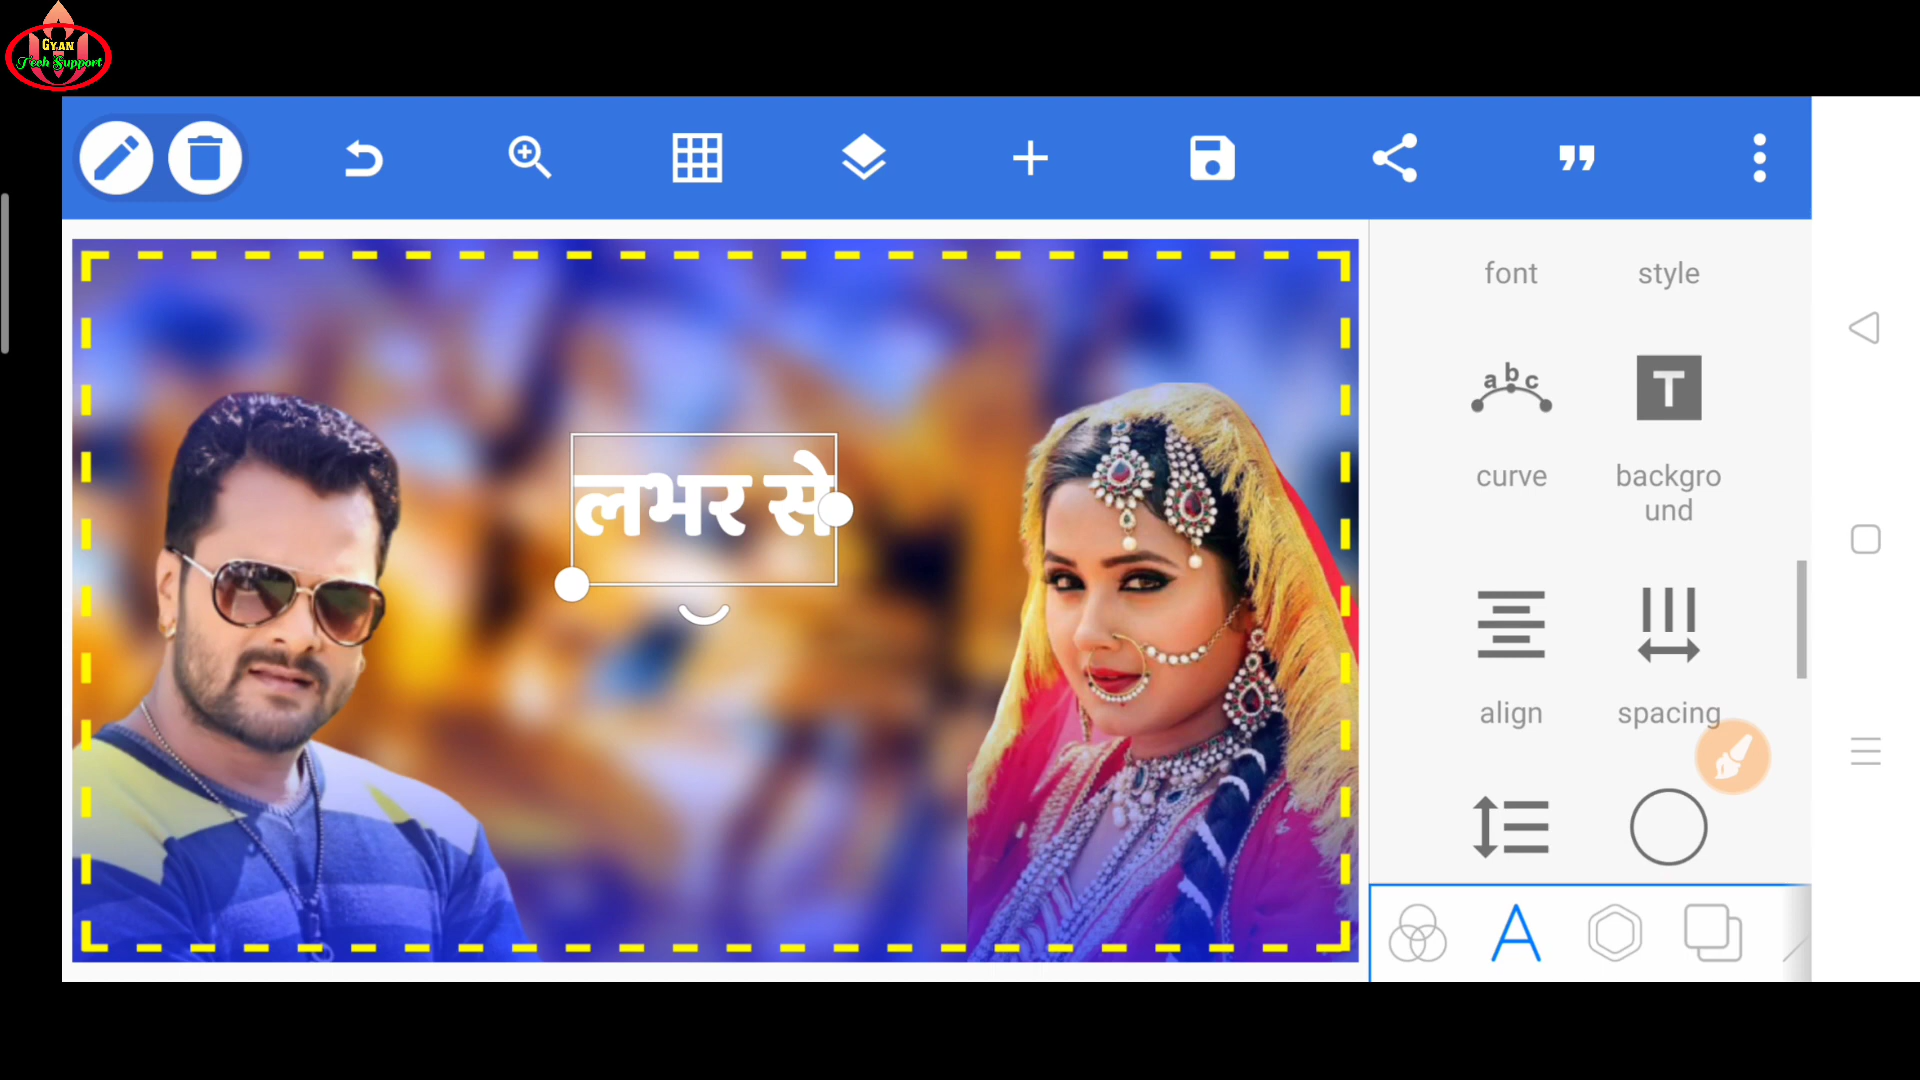 Gyan
Tech Support
font
style
a b c
T
curve
backgro
und
लभर से
align
spacing
A